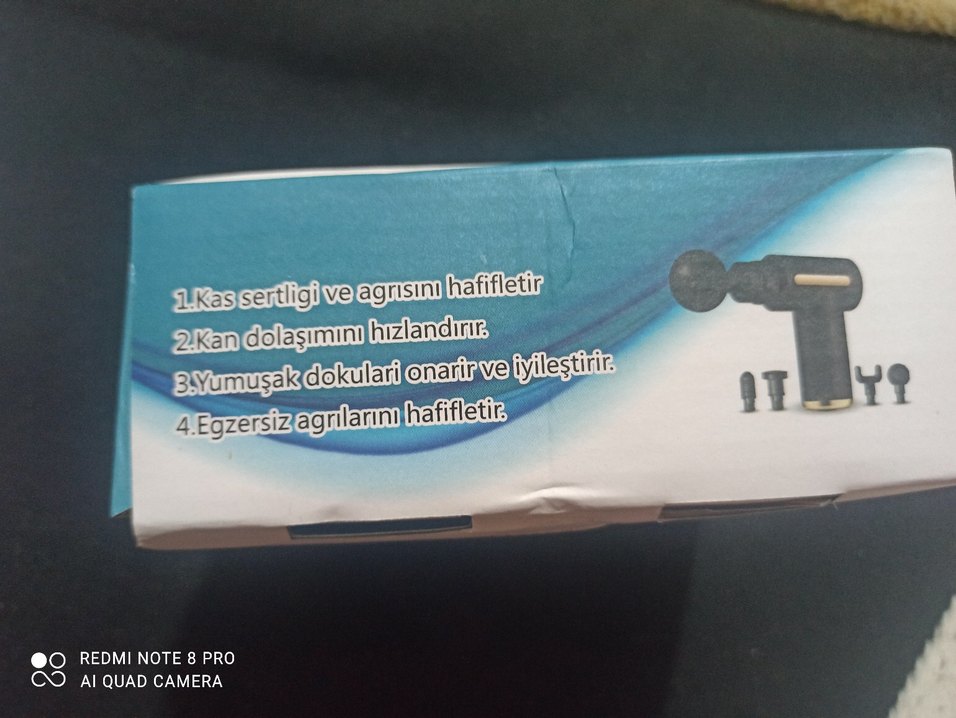 1.Kas sertligi ve agrısını hafifletir
2.Kan dolaşımını hızlandırır.
3.Yumuşak dokulari onarir ve iyileştirir.
4.Egzersiz agrılarını hafifletir.
REDMI NOTE 8 PRO
AI QUAD CAMERA